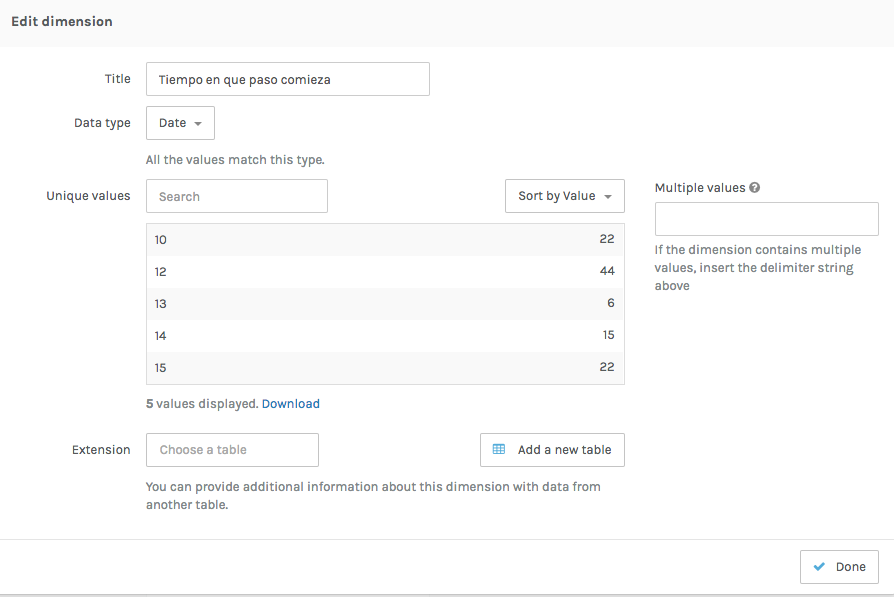 Edit dimension
Title
Tiempo en que paso comieza
Data type
Date
All the values match this type.
Unique values
Search
Sort by Value
10 22
12 44
13 6
14 15
15 22
5 values displayed. Download
Multiple values ?
If the dimension contains multiple
values, insert the delimiter string
above
Extension
Choose a table
Add a new table
You can provide additional information about this dimension with data from
another table.
Done